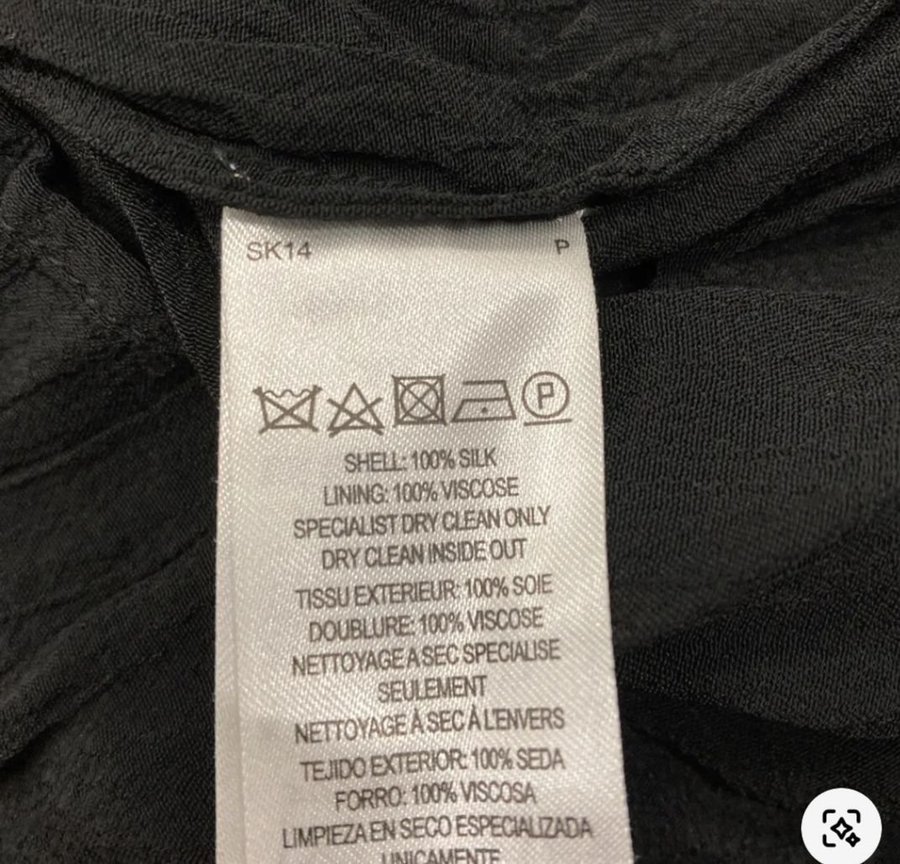 SK14 P
P
SHELL: 100% SILK
LINING: 100% VISCOSE
SPECIALIST DRY CLEAN ONLY
DRY CLEAN INSIDE OUT
TISSU EXTERIEUR: 100% SOIE
DOUBLURE: 100% VISCOSE
NETTOYAGE A SEC SPECIALISE
SEULEMENT
NETTOYAGE À SEC À L'ENVERS
TEJIDO EXTERIOR: 100% SEDA
FORRO: 100% VISCOSA
LIMPIEZA EN SECO ESPECIALIZADA
UNICAMENTE